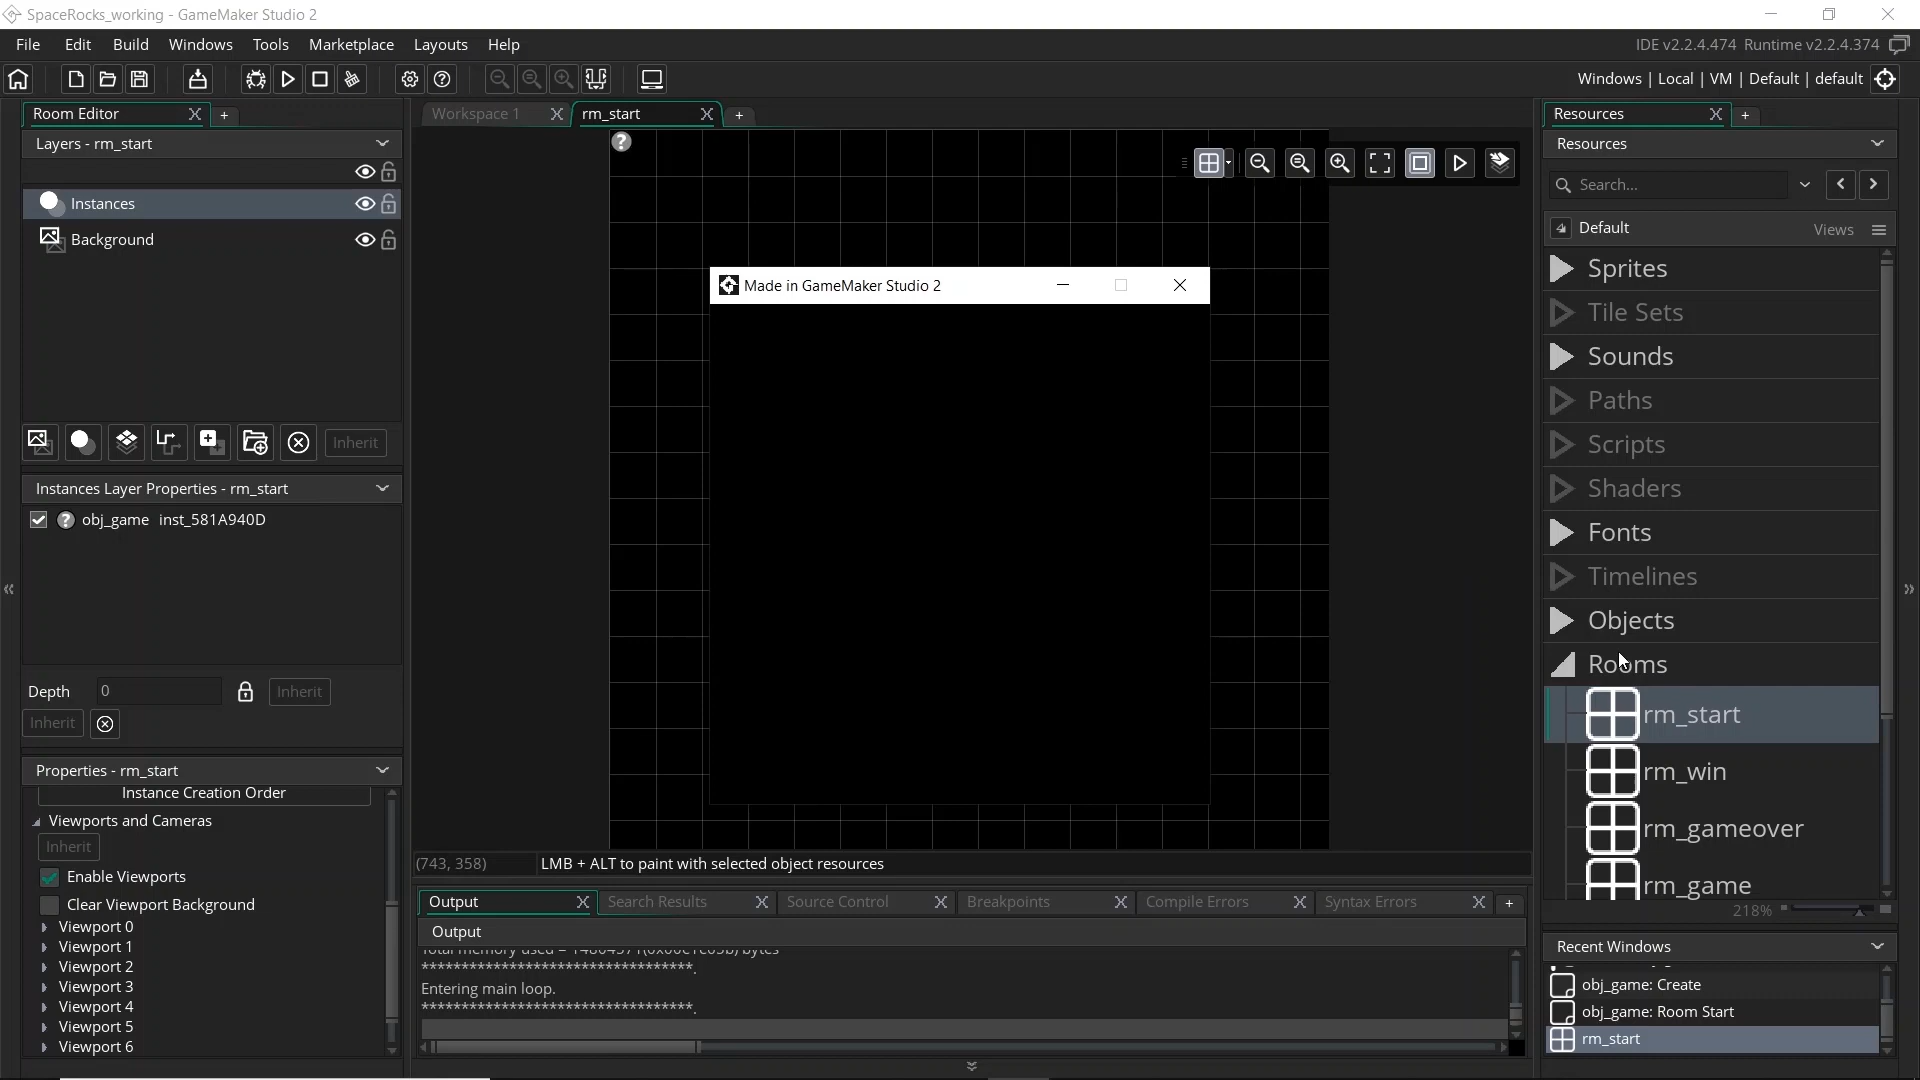 SpaceRocks_working - GameMaker Studio 2
File Edit Build Windows Tools Marketplace Layouts Help
IDE v2.2.4.474 Runtime v2.2.4.374
Windows | Local | VM | Default | default
Room Editor
Workspace 1
rm_start
Resources
Layers - rm_start
Resources
Search...
Instances
Default
Views
Background
Made in GameMaker Studio 2
Sprites
Tile Sets
Sounds
Paths
Scripts
Inherit
Instances Layer Properties - rm_start
Shaders
obj_game inst_581A940D
Fonts
Timelines
Objects
Rooms
Depth 0 Inherit
Inherit
rm_start
Properties - rm_start
rm_win
Instance Creation Order
Viewports and Cameras
rm_gameover
Inherit
(743, 358) LMB + ALT to paint with selected object resources
Enable Viewports
rm_game
Clear Viewport Background
Output Search Results Source Control Breakpoints Compile Errors Syntax Errors
218%
Viewport 0
Output
Viewport 1
Recent Windows
Total memory used = 14804571(0x00e1e65b) bytes
Viewport 2
**********************************.
Entering main loop.
obj_game: Create
Viewport 3
**********************************.
Viewport 4
obj_game: Room Start
Viewport 5
rm_start
Viewport 6